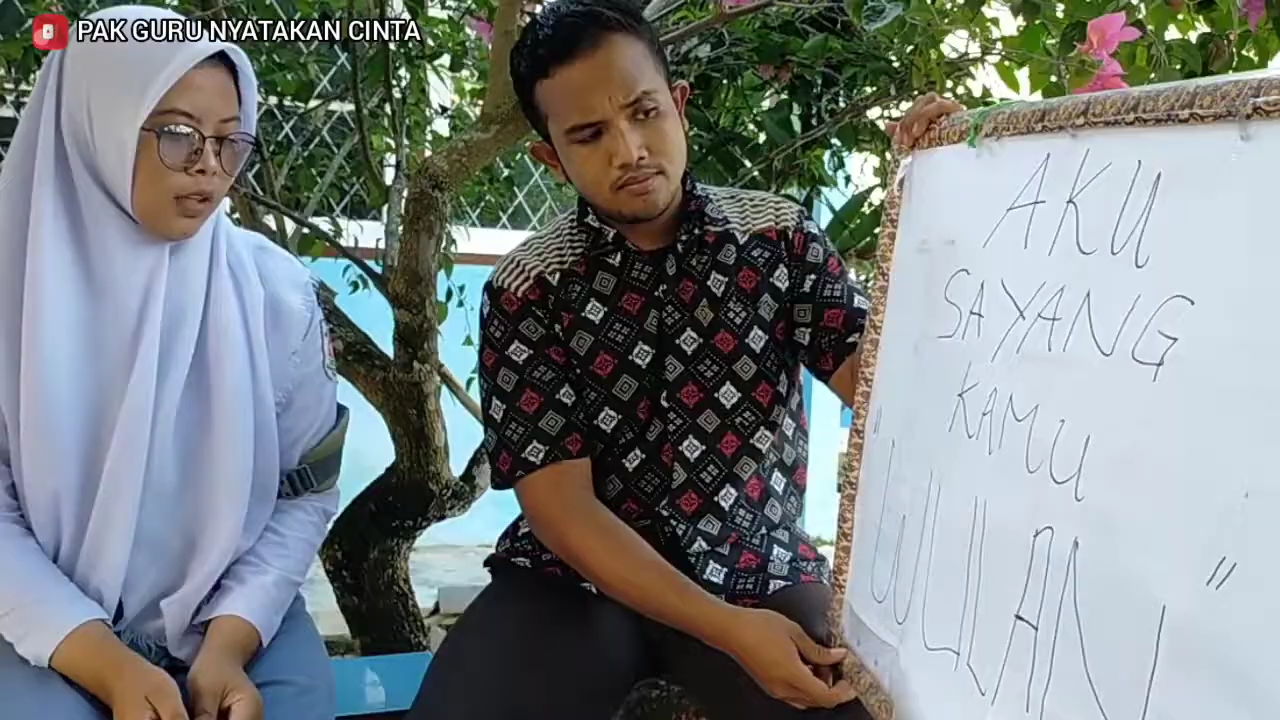 PAK GURU NYATAKAN CINTA
AKU
SAYANG
KAMU
"WULAN"